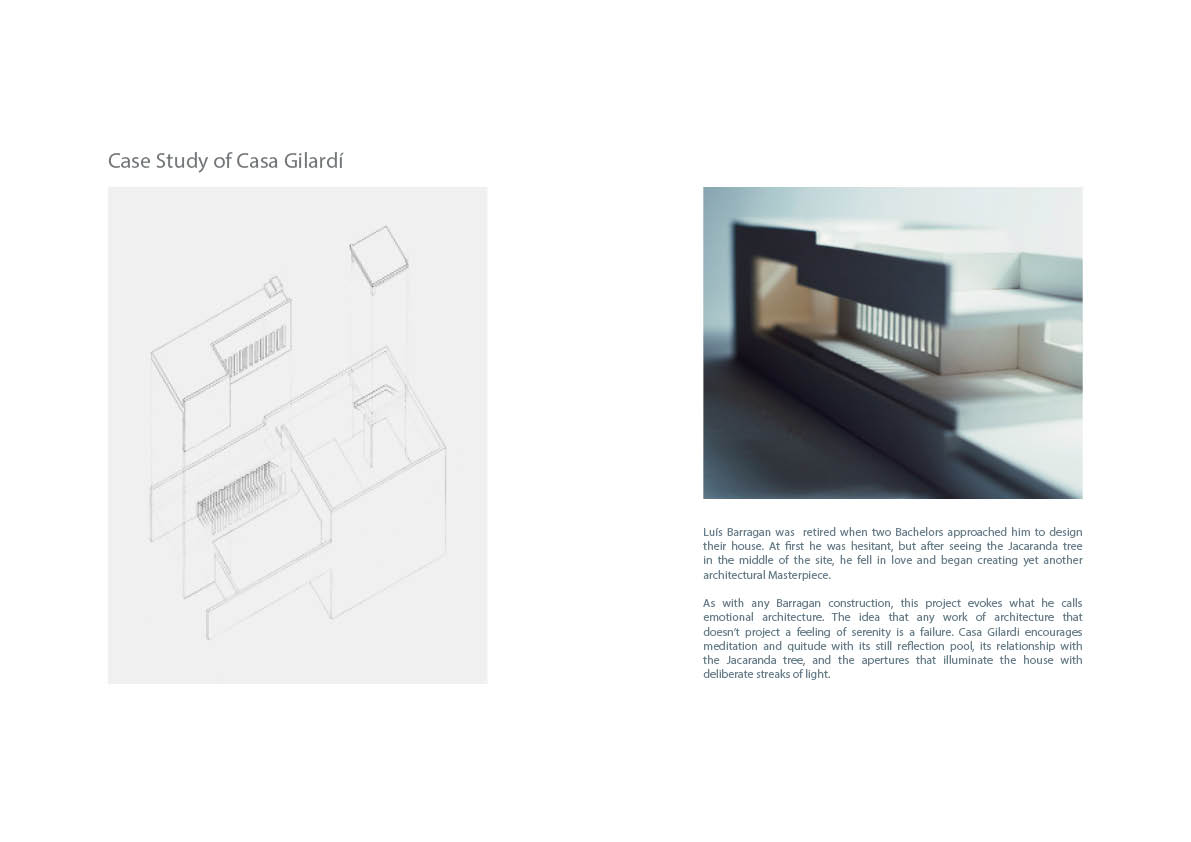 Case Study of Casa Gilardí
Luís Barragan was  retired when two Bachelors approached him to design
their house. At first he was hesitant, but after seeing the Jacaranda tree
in the middle of the site, he fell in love and began creating yet another
architectural Masterpiece.
As with any Barragan construction, this project evokes what he calls
emotional architecture. The idea that any work of architecture that
doesn't project a feeling of serenity is a failure. Casa Gilardi encourages
meditation and quitude with its still reflection pool, its relationship with
the Jacaranda tree, and the apertures that illuminate the house with
deliberate streaks of light.